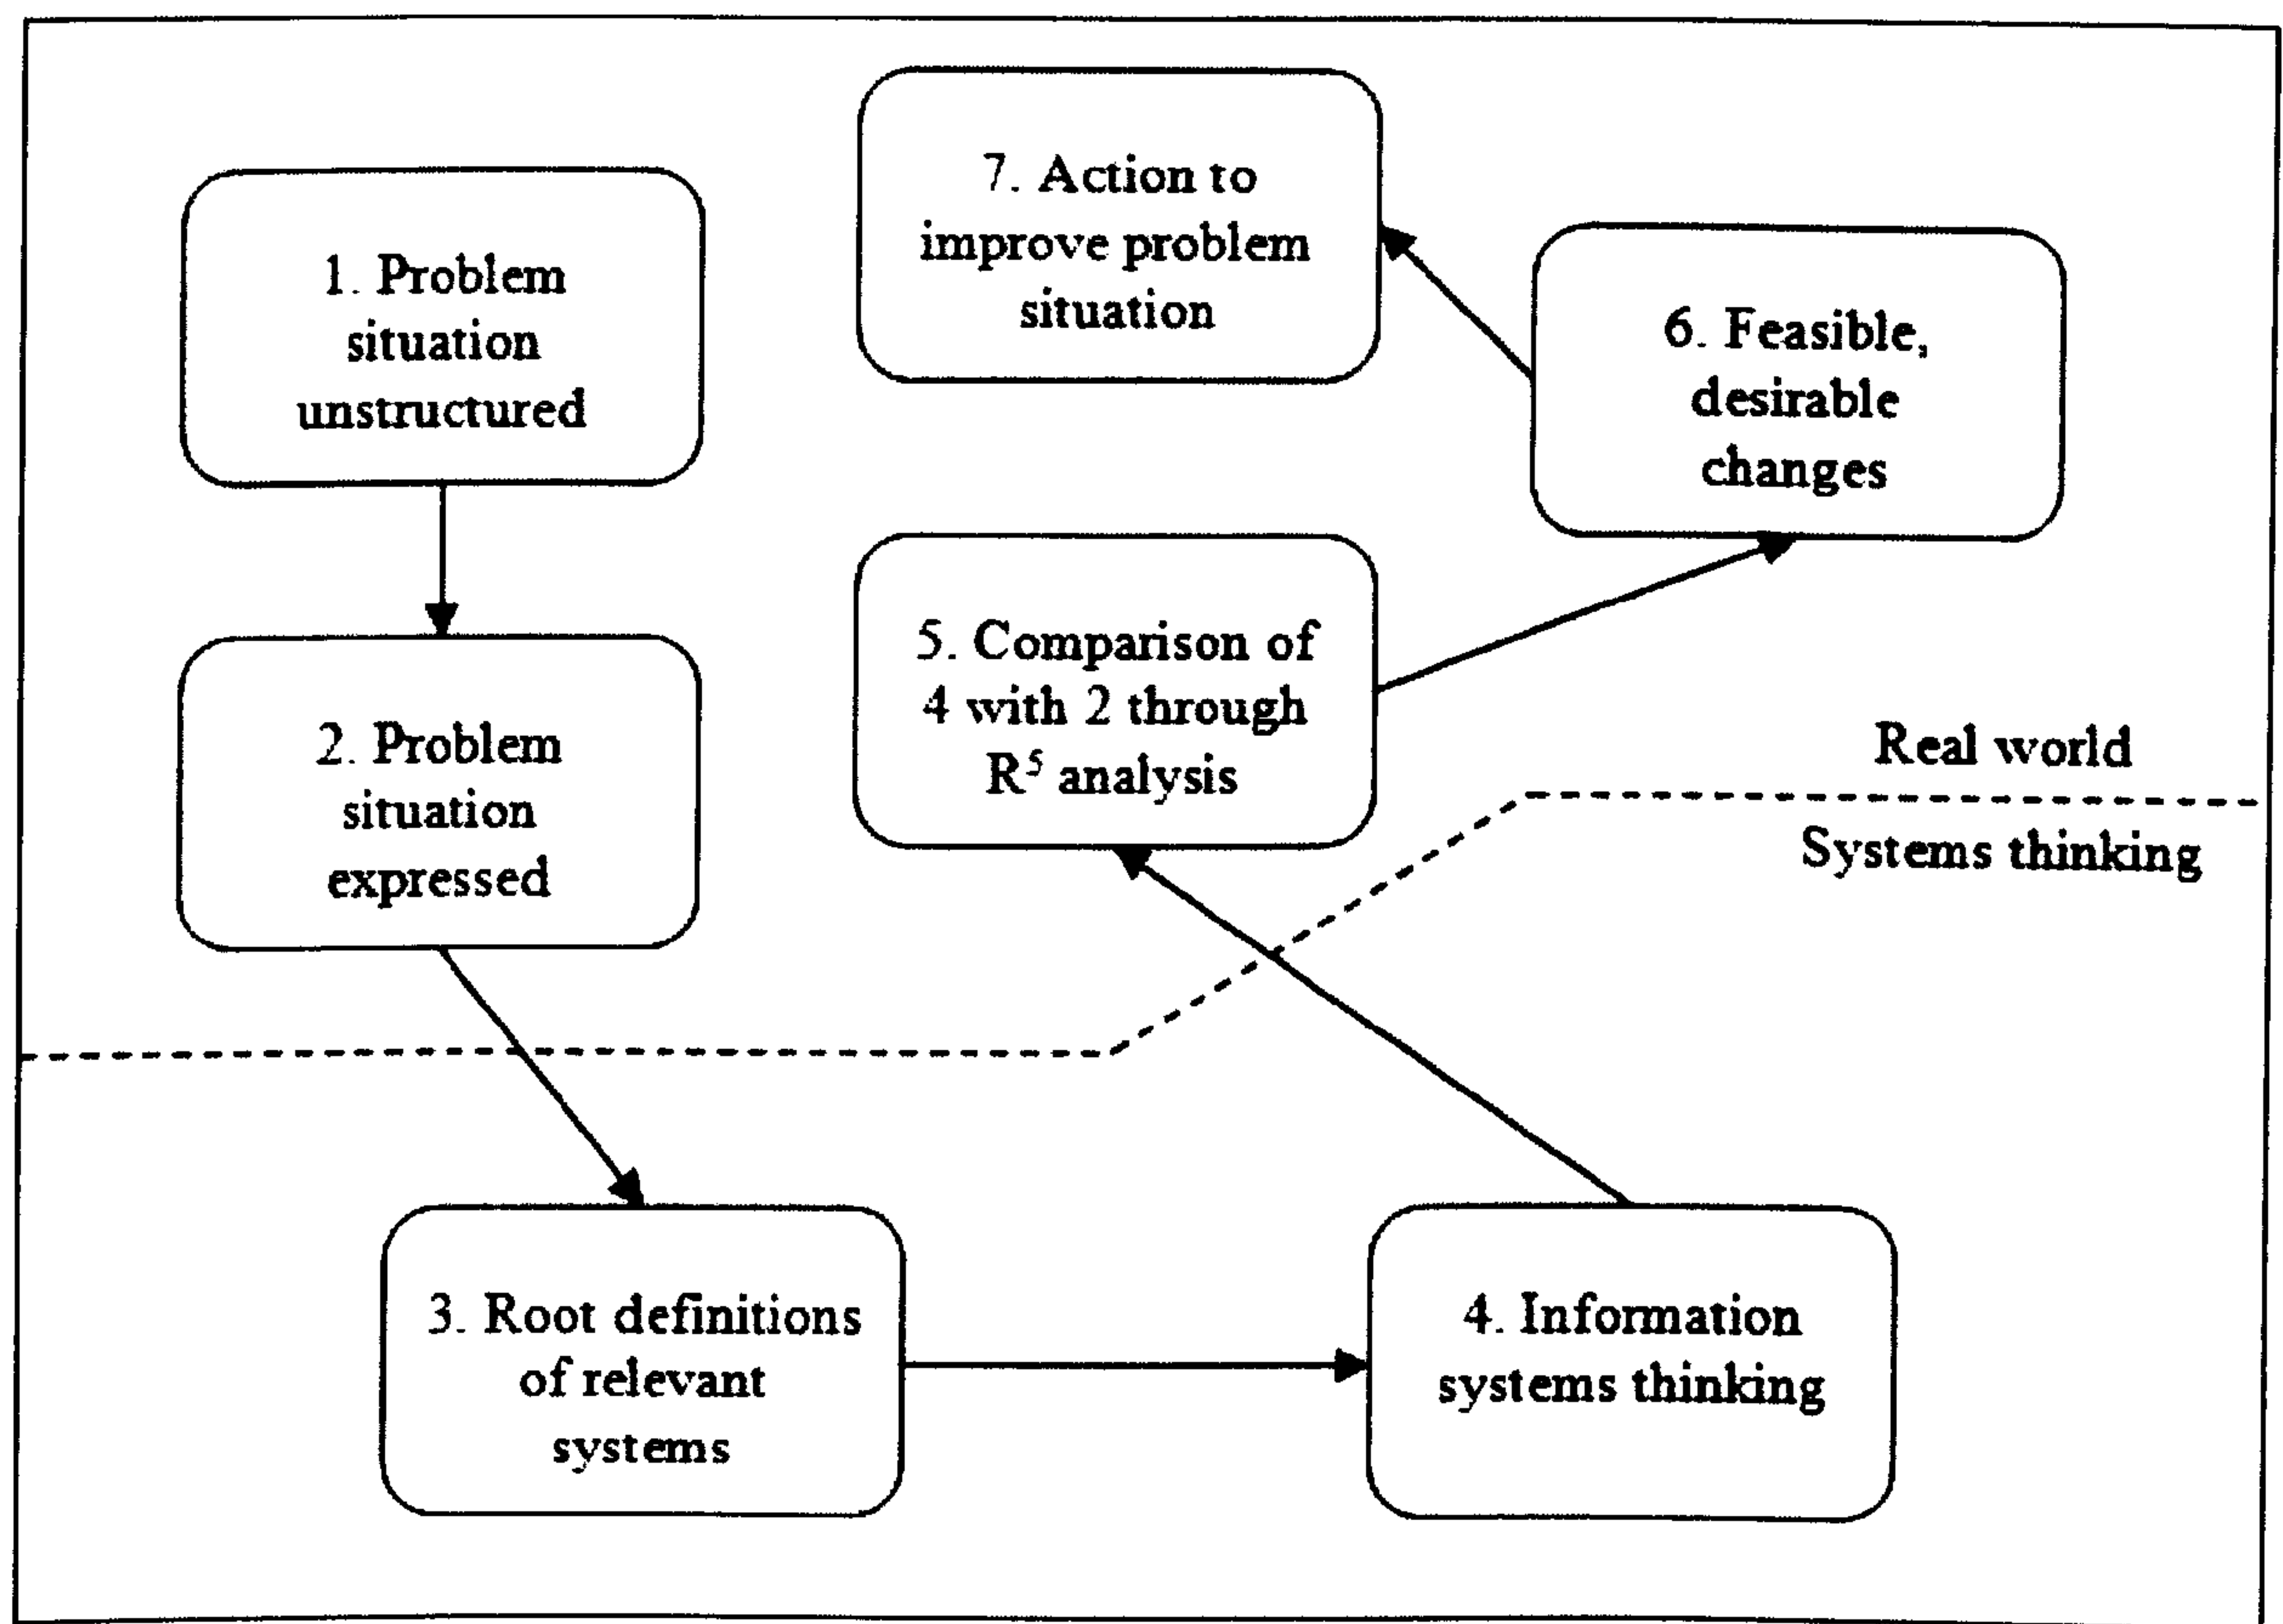 1. Problem
situation
unstructured
2. Problem
situation
expressed
3. Root definitions
of relevant
systems
4. Information
systems thinking
5. Comparison of
4 with 2 through
R⁵ analysis
6. Feasible,
desirable
changes
7. Action to
improve problem
situation
Real world
Systems thinking